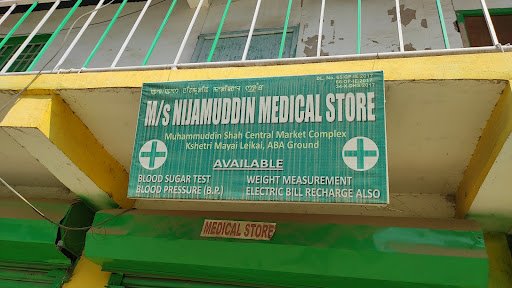 M/s NIJAMUDDIN MEDICAL STORE
Muhammuddin Shah Central Market Complex
Kshetri Mayai Leikai, ABA Ground
AVAILABLE
BLOOD SUGAR TEST
BLOOD PRESSURE (B.P.)
WEIGHT MEASUREMENT
ELECTRIC BILL RECHARGE ALSO
MEDICAL STORE